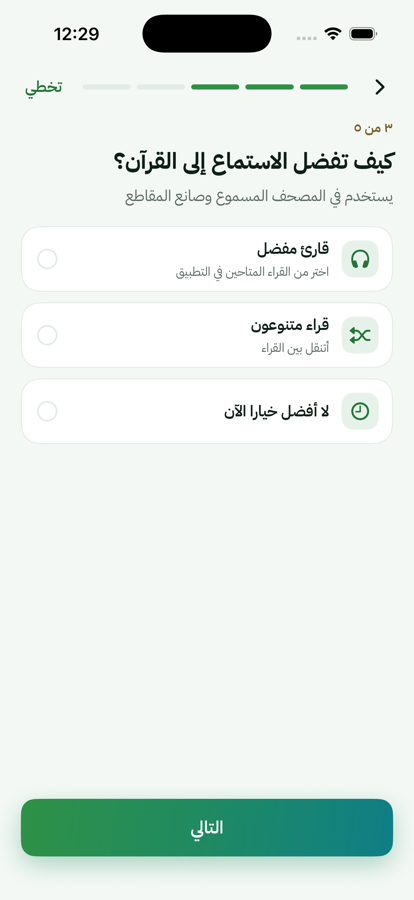 12:29
تخطي
٣ من ٥
كيف تفضل الاستماع إلى القرآن؟
يستخدم في المصحف المسموع وصانع المقاطع
قارئ مفضل
اختر من القراء المتاحين في التطبيق
قراء متنوعون
أتنقل بين القراء
لا أفضل خيارا الآن
التالي